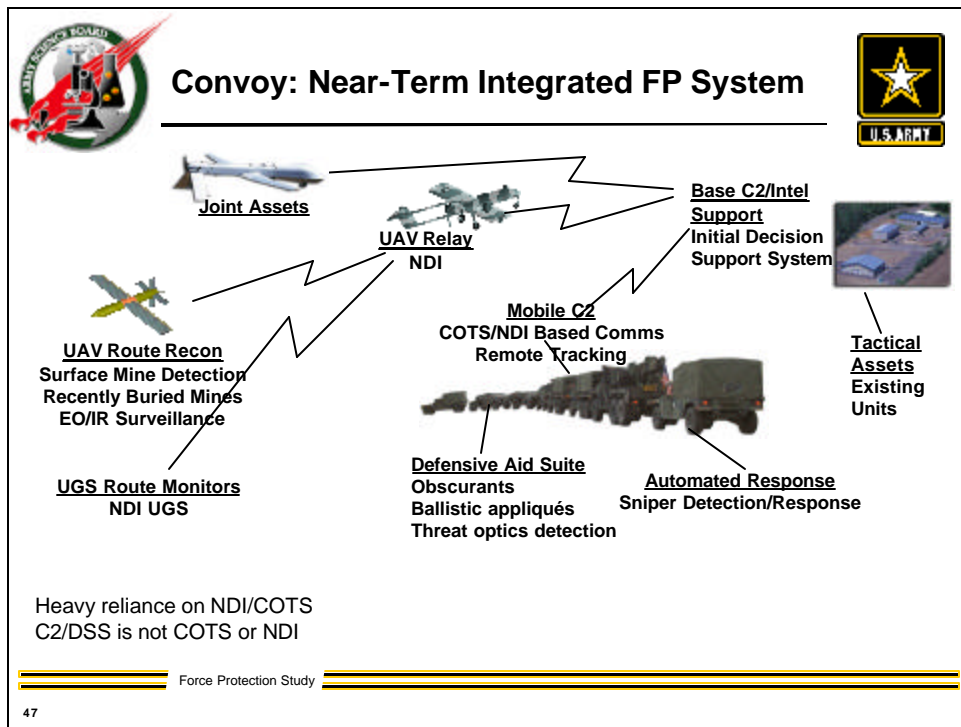 ARMY SCIENCE BOARD
Convoy: Near-Term Integrated FP System
U.S.ARMY
Joint Assets
UAV Relay
NDI
Base C2/Intel
Support
Initial Decision
Support System
UAV Route Recon
Surface Mine Detection
Recently Buried Mines
EO/IR Surveillance
Mobile C2
COTS/NDI Based Comms
Remote Tracking
Tactical
Assets
Existing
Units
UGS Route Monitors
NDI UGS
Defensive Aid Suite
Obscurants
Ballistic appliqués
Threat optics detection
Automated Response
Sniper Detection/Response
Heavy reliance on NDI/COTS
C2/DSS is not COTS or NDI
Force Protection Study
47